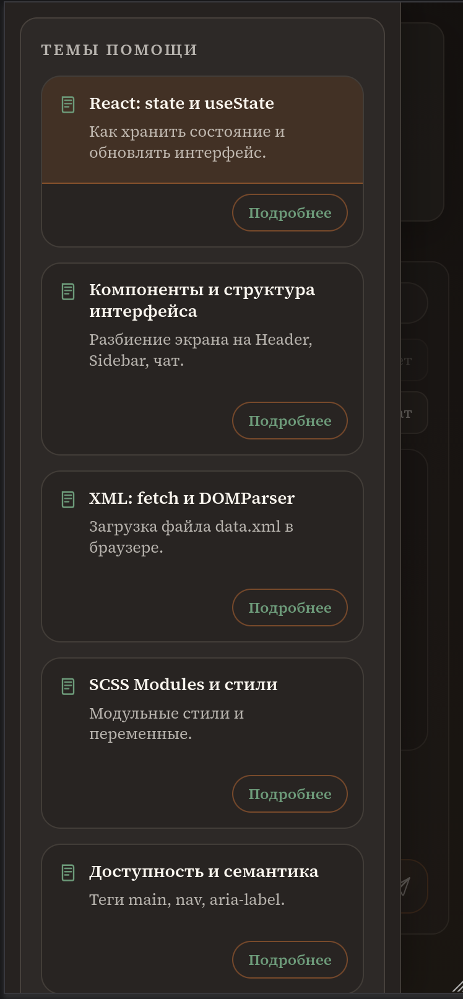 ТЕМЫ ПОМОЩИ
React: state и useState
Как хранить состояние и
обновлять интерфейс.
Подробнее
Компоненты и структура
интерфейса
Разбиение экрана на Header,
Sidebar, чат.
Подробнее
XML: fetch и DOMParser
Загрузка файла data.xml в
браузере.
Подробнее
SCSS Modules и стили
Модульные стили и
переменные.
Подробнее
Доступность и семантика
Теги main, nav, aria-label.
Подробнее